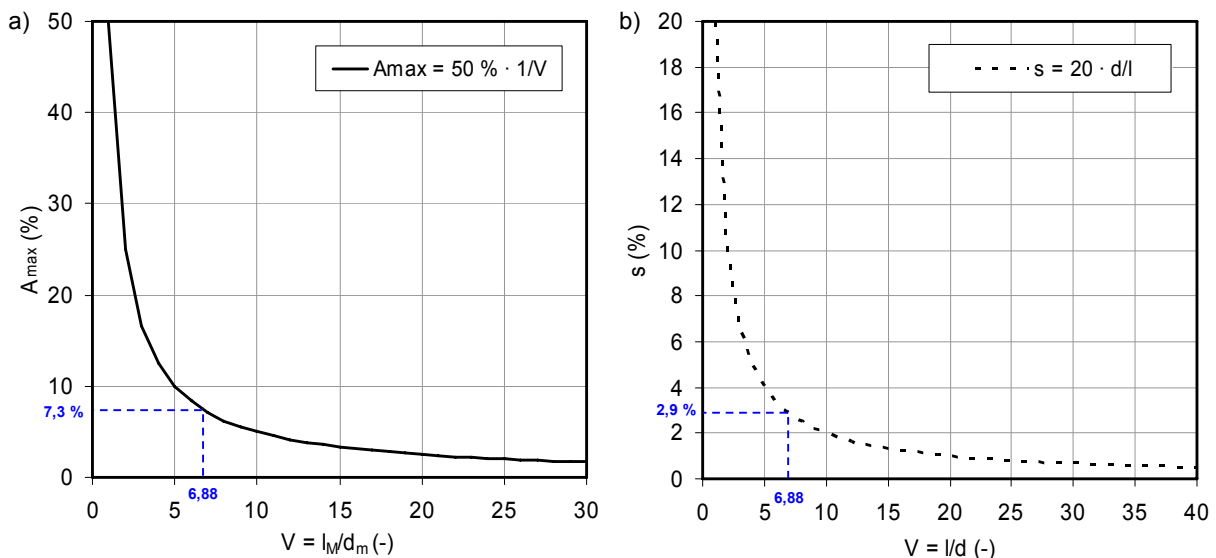 a)
50
40
30
20
10
0
7,3 %
Amax (%)
Amax = 50 % · 1/V
6,88
0 5 10 15 20 25 30
V = lM/dm (-)
b)
20
18
16
14
12
10
8
6
4
2
0
2,9 %
s (%)
s = 20 · d/l
6,88
0 5 10 15 20 25 30 35 40
V = l/d (-)